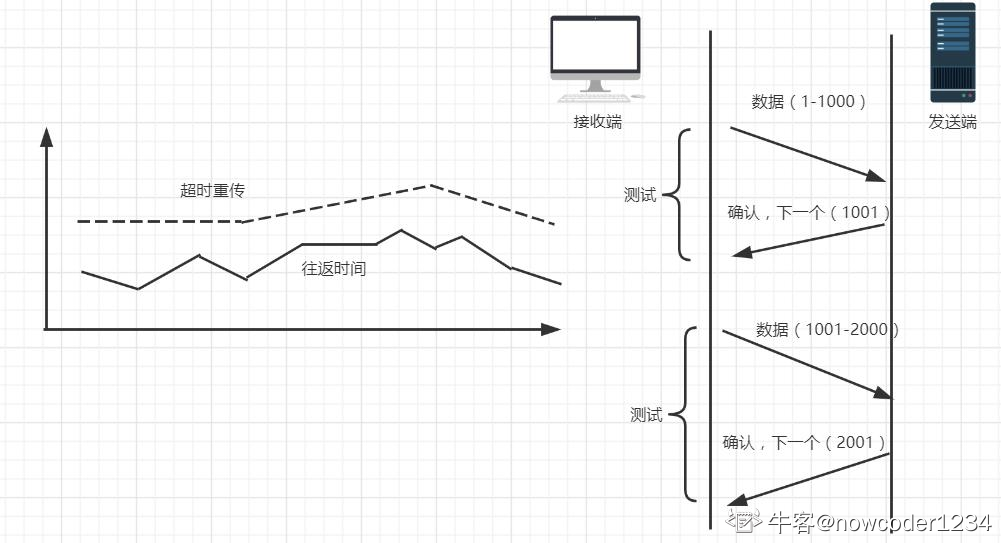 接收端
发送端
超时重传
往返时间
测试
数据（1-1000）
确认，下一个（1001）
测试
数据（1001-2000）
确认，下一个（2001）
牛客@nowcoder1234